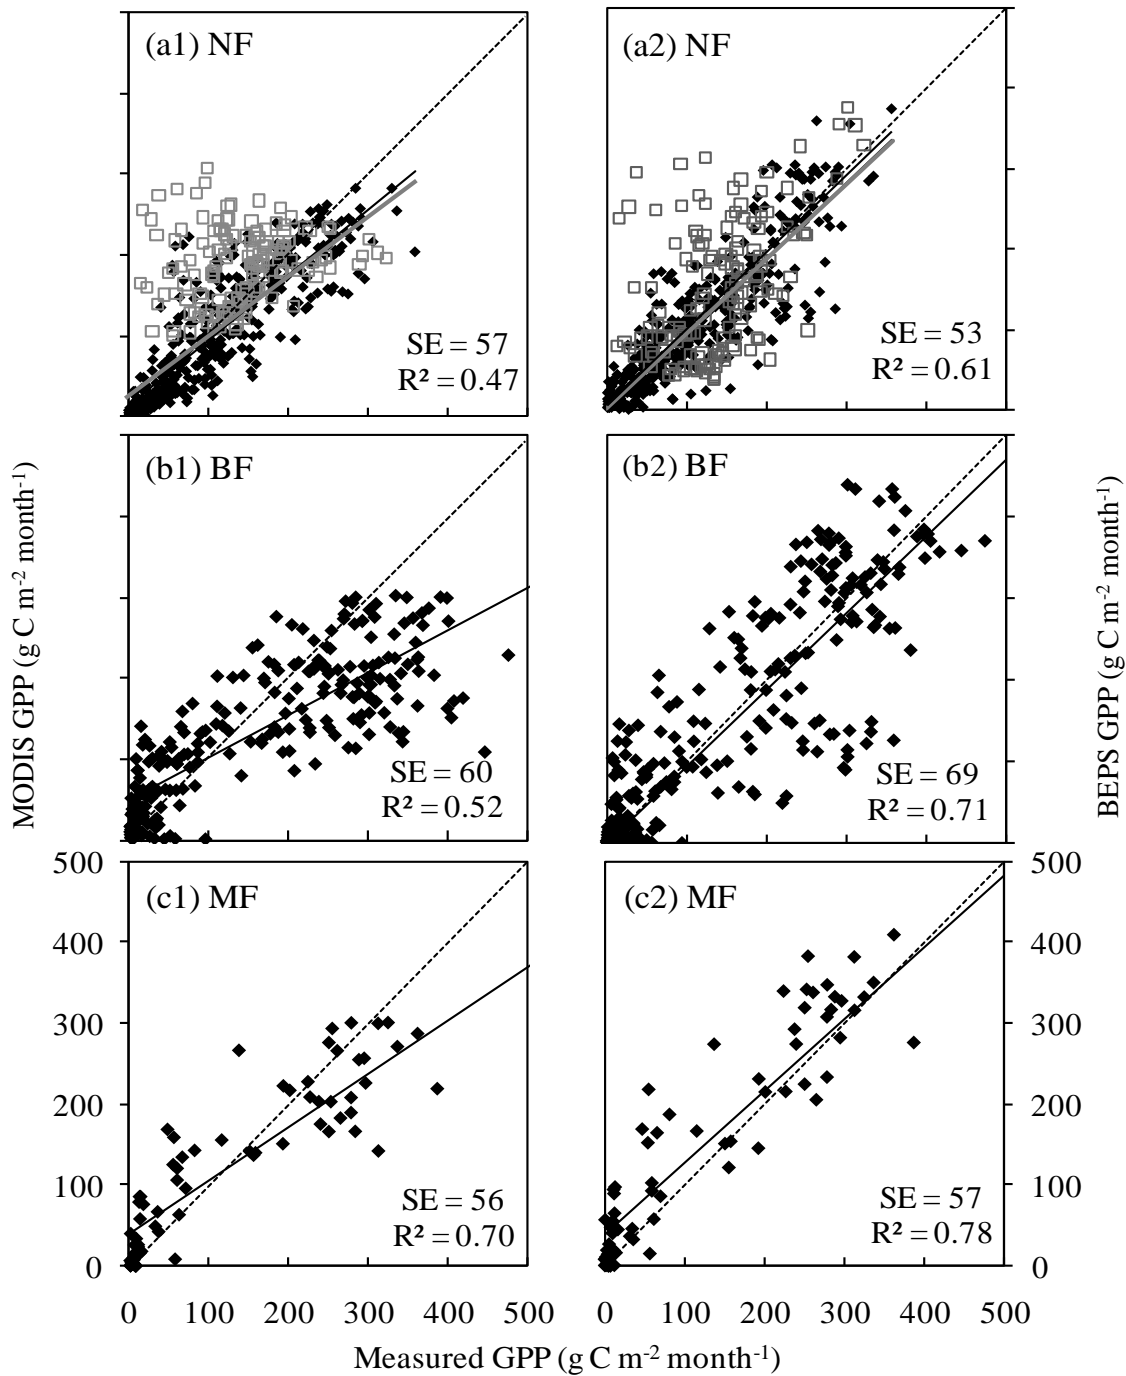 (a1) NF
SE = 57
R² = 0.47
(a2) NF
SE = 53
R² = 0.61
(b1) BF
SE = 60
R² = 0.52
(b2) BF
SE = 69
R² = 0.71
MODIS GPP (g C m⁻² month⁻¹)
BEPS GPP (g C m⁻² month⁻¹)
500
400
300
200
100
0
(c1) MF
SE = 56
R² = 0.70
0 100 200 300 400 500
(c2) MF
SE = 57
R² = 0.78
500
400
300
200
100
0
0 100 200 300 400 500
Measured GPP (g C m⁻² month⁻¹)